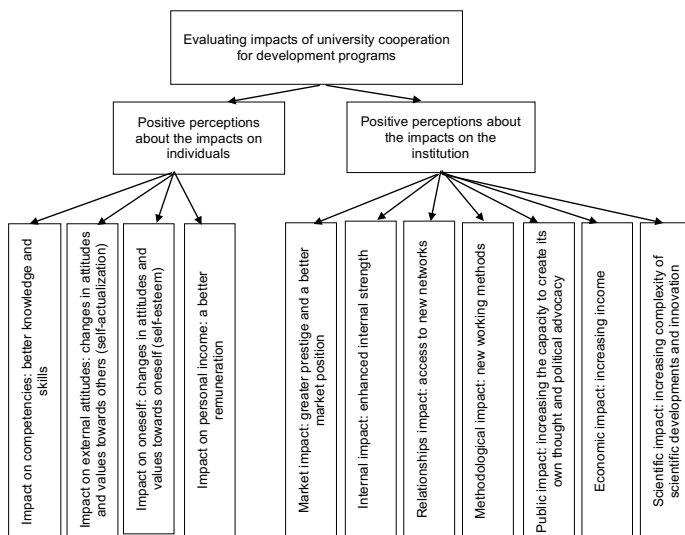 Evaluating impacts of university cooperation
for development programs
Positive perceptions
about the impacts on
individuals
Positive perceptions about
the impacts on the
institution
Impact on competencies: better knowledge and
skills
Impact on external attitudes: changes in attitudes
and values towards others (self-actualization)
Impact on oneself: changes in attitudes and
values towards oneself (self-esteem)
Impact on personal income: a better
remuneration
Market impact: greater prestige and a better
market position
Internal impact: enhanced internal strength
Relationships impact: access to new networks
Methodological impact: new working methods
Public impact: increasing the capacity to create its
own thought and political advocacy
Economic impact: increasing income
Scientific impact: increasing complexity of
scientific developments and innovation